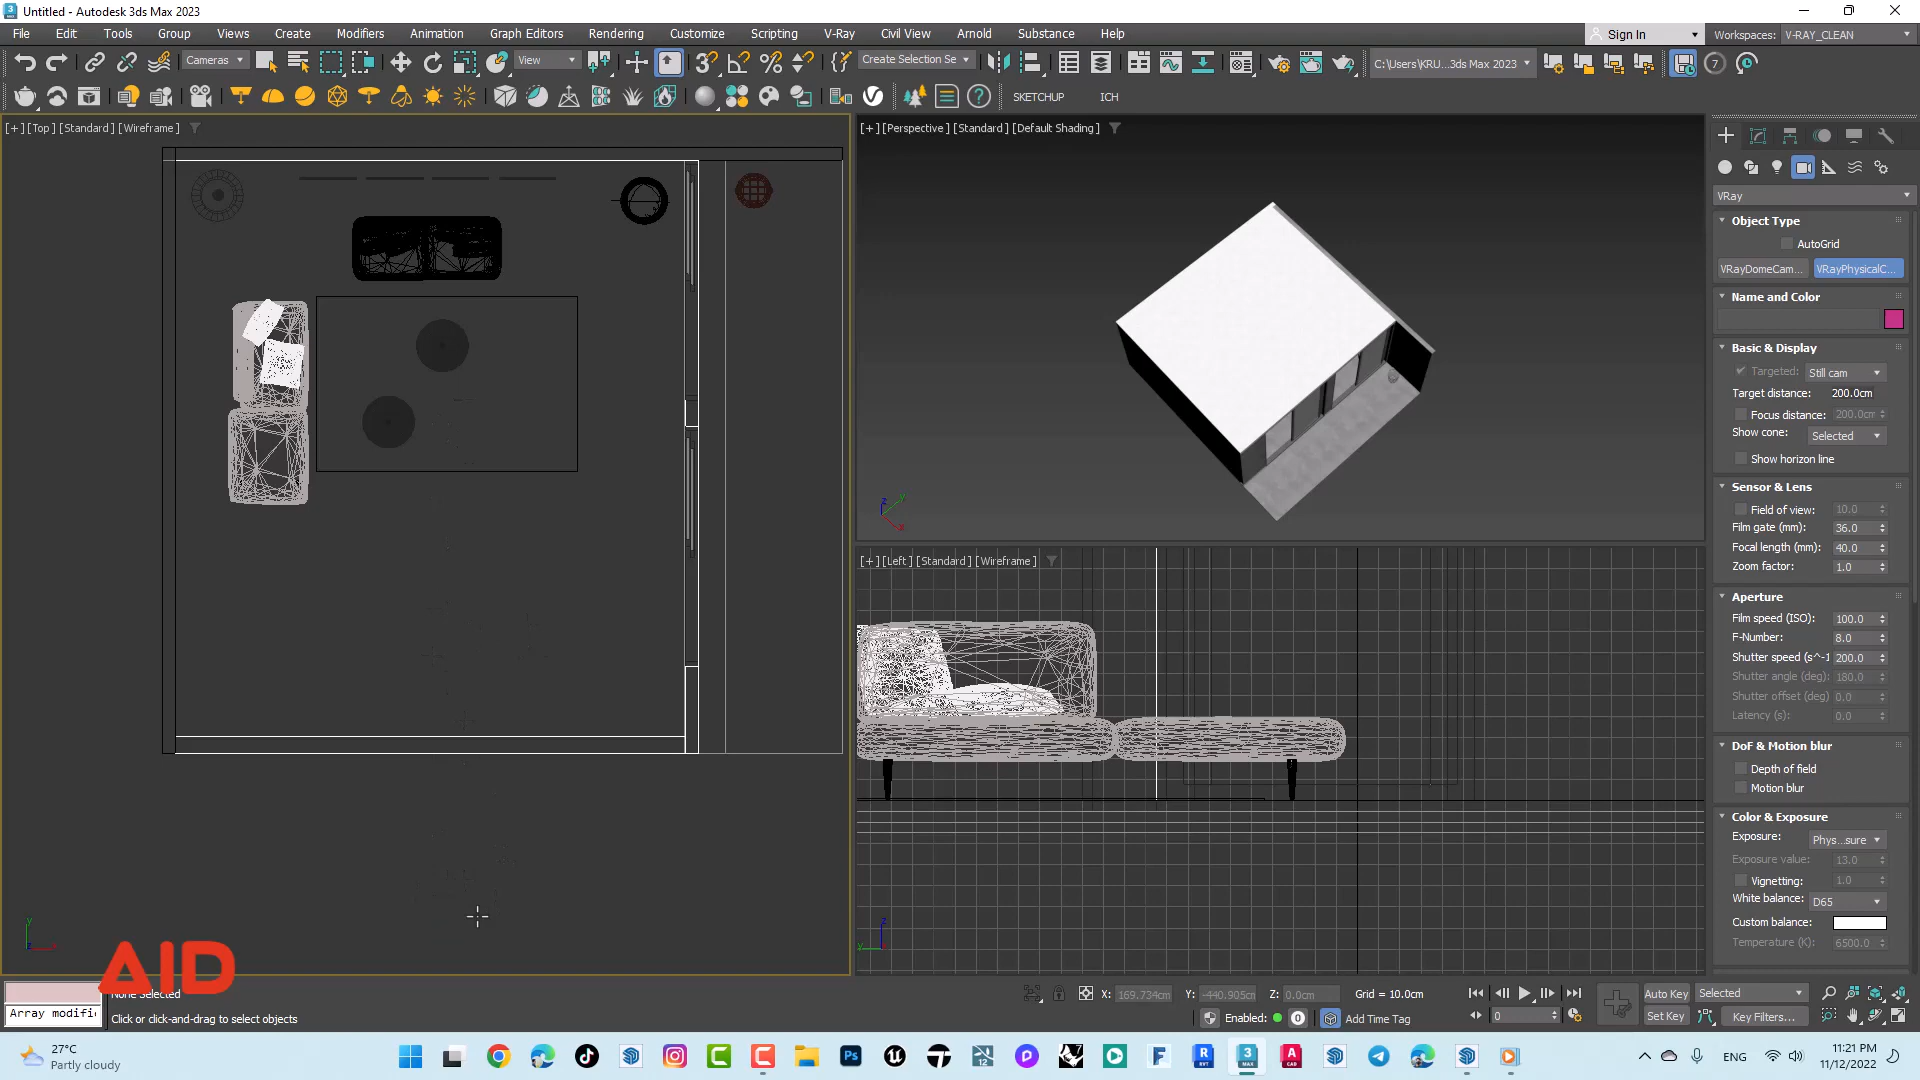 Untitled - Autodesk 3ds Max 2023
File Edit Tools Group Views Create Modifiers Animation Graph Editors Rendering Customize Scripting V-Ray Civil View Arnold Substance Help
Sign In
Workspaces: V-RAY_CLEAN
Cameras
View
Create Selection Se
C:\Users\KRU...3ds Max 2023
7
SKETCHUP ICH
[+] [Top] [Standard] [Wireframe]
[+] [Perspective] [Standard] [Default Shading]
[+] [Left] [Standard] [Wireframe]
VRay
Object Type
AutoGrid
VRayDomeCam... VRayPhysicalC...
Name and Color
Basic & Display
Targeted: Still cam
Target distance: 200.0cm
Focus distance: 200.0cm
Show cone: Selected
Show horizon line
Sensor & Lens
Field of view: 10.0
Film gate (mm): 36.0
Focal length (mm): 40.0
Zoom factor: 1.0
Aperture
Film speed (ISO): 100.0
F-Number: 8.0
Shutter speed (s^-1 200.0
Shutter angle (deg): 180.0
Shutter offset (deg) 0.0
Latency (s): 0.0
DoF & Motion blur
Depth of field
Motion blur
Color & Exposure
Exposure: Phys...sure
Exposure value: 13.0
Vignetting: 1.0
White balance: D65
Custom balance:
Temperature (K): 6500.0
AID
None Selected
Array modifi
Click or click-and-drag to select objects
X: 169.734cm Y: -440.905cm Z: 0.0cm Grid = 10.0cm
Enabled: 0 Add Time Tag
0
Auto Key Selected
Set Key Key Filters...
27°C
Partly cloudy
ENG
11:21 PM
11/12/2022